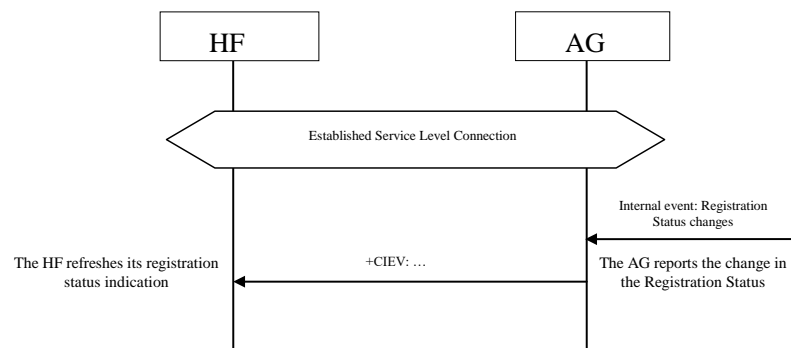 HF
AG
Established Service Level Connection
Internal event: Registration
Status changes
The HF refreshes its registration
status indication
+CIEV: …
The AG reports the change in
the Registration Status